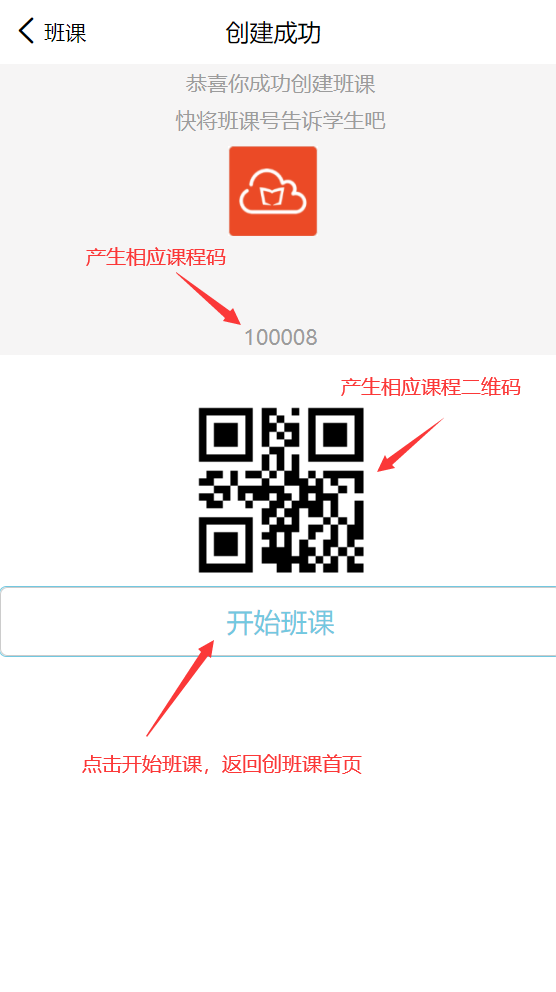 班课
创建成功
恭喜你成功创建班课
快将班课号告诉学生吧
产生相应课程码
100008
产生相应课程二维码
开始班课
点击开始班课，返回创班课首页